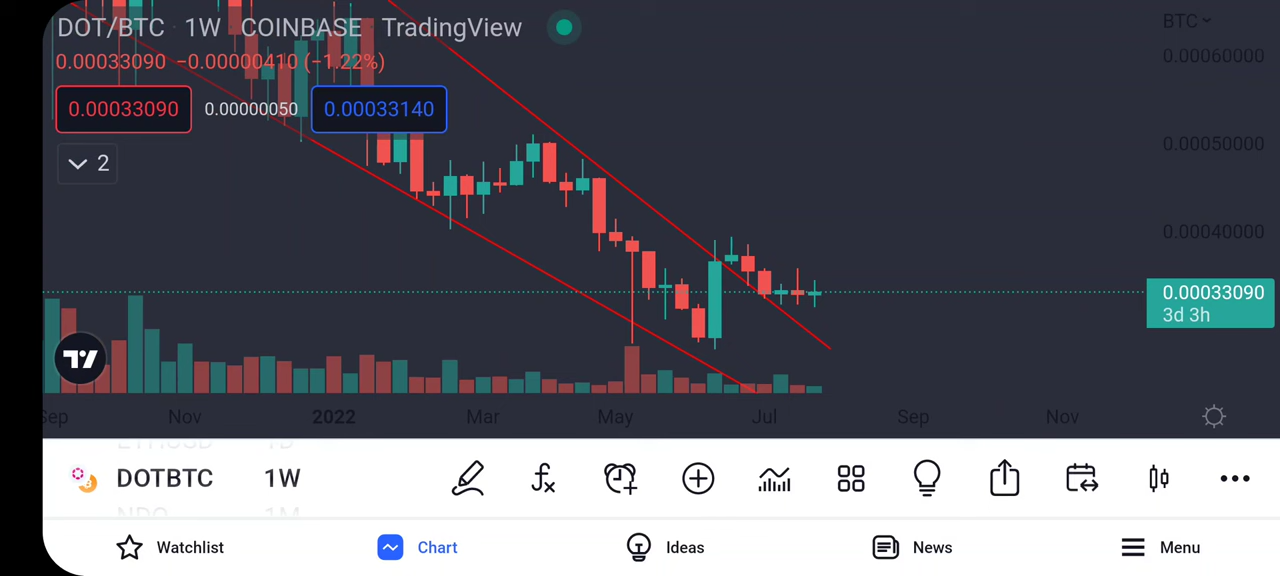 DOT/BTC 1W COINBASE TradingView
BTC
0.00033090 −0.00000410 (−1.22%)
0.00060000
0.00033090 0.00000050 0.00033140
0.00050000
2
0.00040000
0.00033090
3d 3h
Sep Nov 2022 Mar May Jul Sep Nov
DOTBTC 1W
Watchlist Chart Ideas News Menu